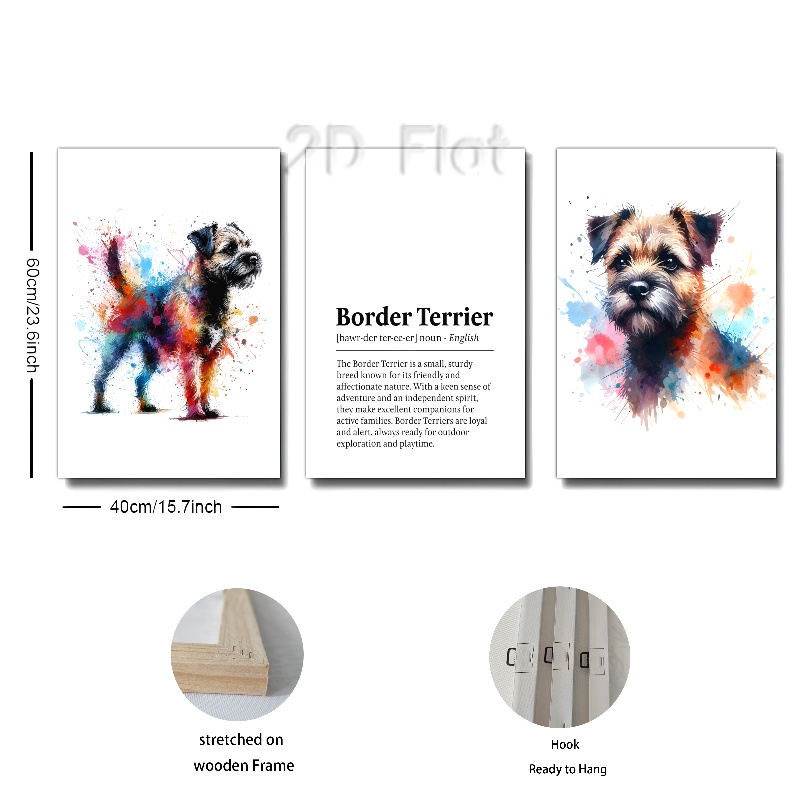 2D Flat
60cm/23.6inch
Border Terrier
[bawr-der ter-ee-er] noun - English
The Border Terrier is a small, sturdy
breed known for its friendly and
affectionate nature. With a keen sense of
adventure and an independent spirit,
they make excellent companions for
active families. Border Terriers are loyal
and alert, always ready for outdoor
exploration and playtime.
40cm/15.7inch
stretched on
wooden Frame
Hook
Ready to Hang